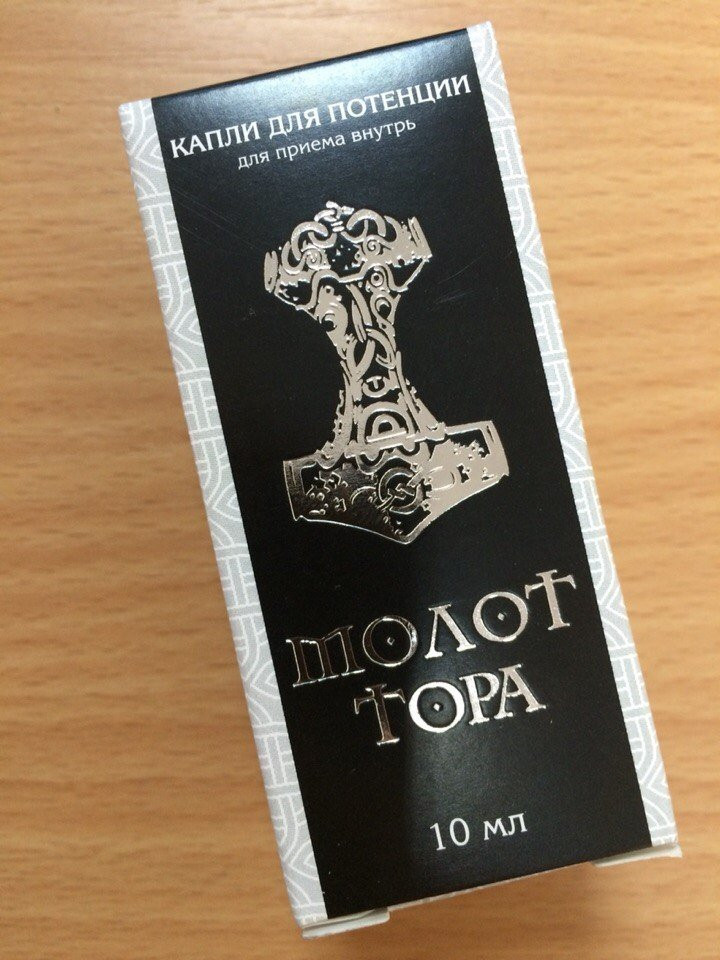 КАПЛИ ДЛЯ ПОТЕНЦИИ
для приема внутрь
МОЛОТ
ТОРА
10 мл